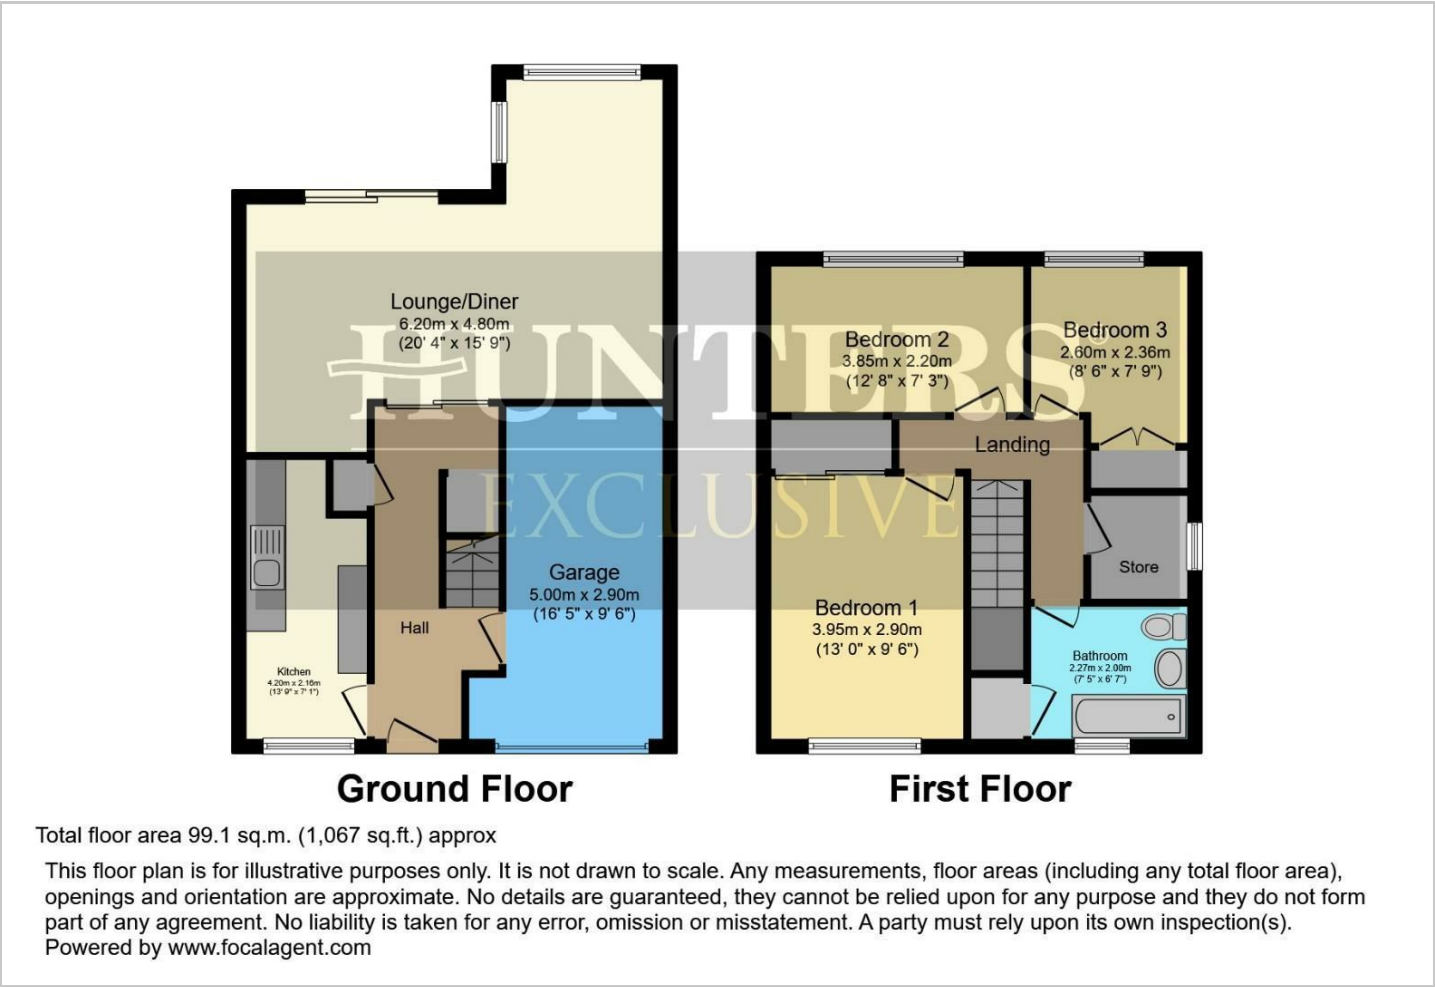 Lounge/Diner
6.20m x 4.80m
(20' 4" x 15' 9")
HUNTERS®
EXCLUSIVE
Garage
5.00m x 2.90m
(16' 5" x 9' 6")
Hall
Kitchen
4.20m x 2.16m
(13' 9" x 7' 1")
Ground Floor
Bedroom 2
3.85m x 2.20m
(12' 8" x 7' 3")
Bedroom 3
2.60m x 2.36m
(8' 6" x 7' 9")
Landing
Store
Bedroom 1
3.95m x 2.90m
(13' 0" x 9' 6")
Bathroom
2.27m x 2.00m
(7' 5" x 6' 7")
First Floor
Total floor area 99.1 sq.m. (1,067 sq.ft.) approx
This floor plan is for illustrative purposes only. It is not drawn to scale. Any measurements, floor areas (including any total floor area),
openings and orientation are approximate. No details are guaranteed, they cannot be relied upon for any purpose and they do not form
part of any agreement. No liability is taken for any error, omission or misstatement. A party must rely upon its own inspection(s).
Powered by www.focalagent.com